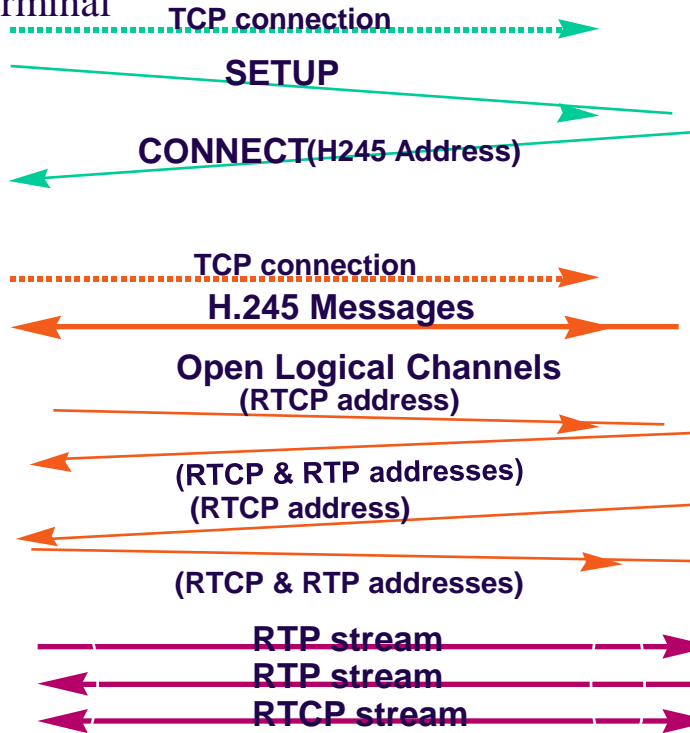 rminal
TCP connection
SETUP
CONNECT(H245 Address)
TCP connection
H.245 Messages
Open Logical Channels
(RTCP address)
(RTCP & RTP addresses)
(RTCP address)
(RTCP & RTP addresses)
RTP stream
RTP stream
RTCP stream